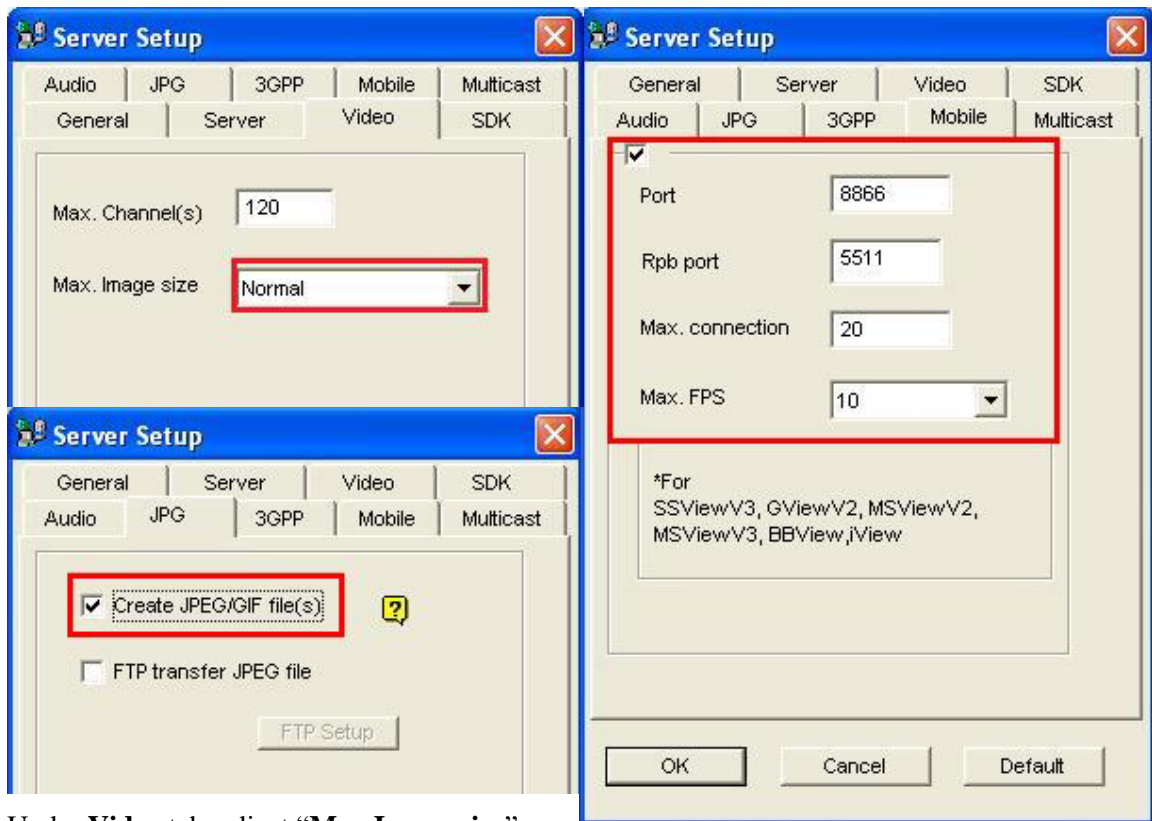 Server Setup
Audio JPG 3GPP Mobile Multicast
General Server Video SDK
Max. Channel(s) 120
Max. Image size Normal
Server Setup
General Server Video SDK
Audio JPG 3GPP Mobile Multicast
Create JPEG/GIF file(s)
?
FTP transfer JPEG file
FTP Setup
Server Setup
General Server Video SDK
Audio JPG 3GPP Mobile Multicast
Port 8866
Rpb port 5511
Max. connection 20
Max. FPS 10
*For
SSViewV3, GViewV2, MSViewV2,
MSViewV3, BBView,iView
OK Cancel Default